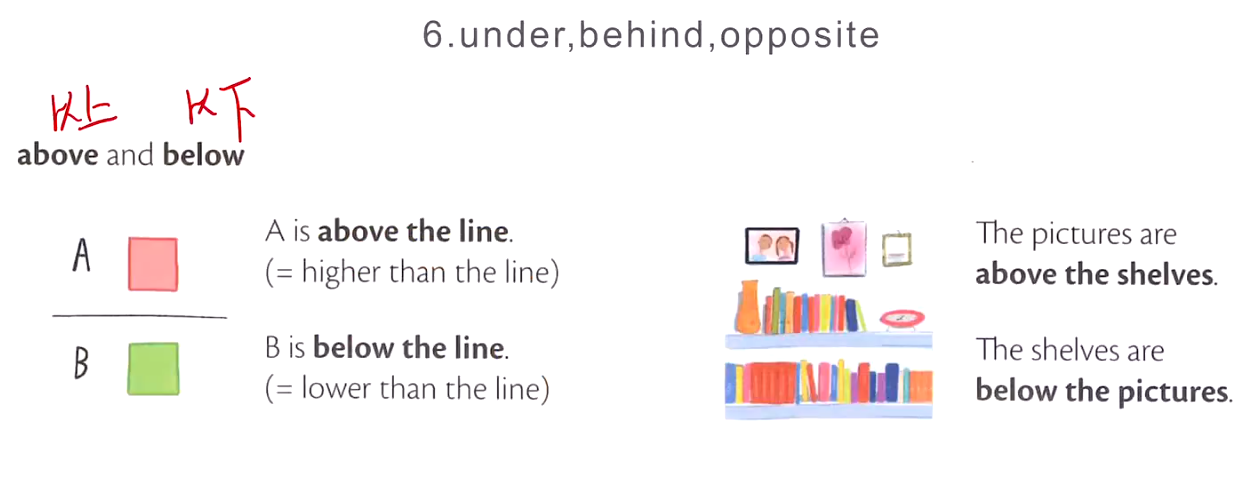 6.under,behind,opposite
以上 以下
above and below
A
A is above the line.
(= higher than the line)
B
B is below the line.
(= lower than the line)
The pictures are
above the shelves.
The shelves are
below the pictures.